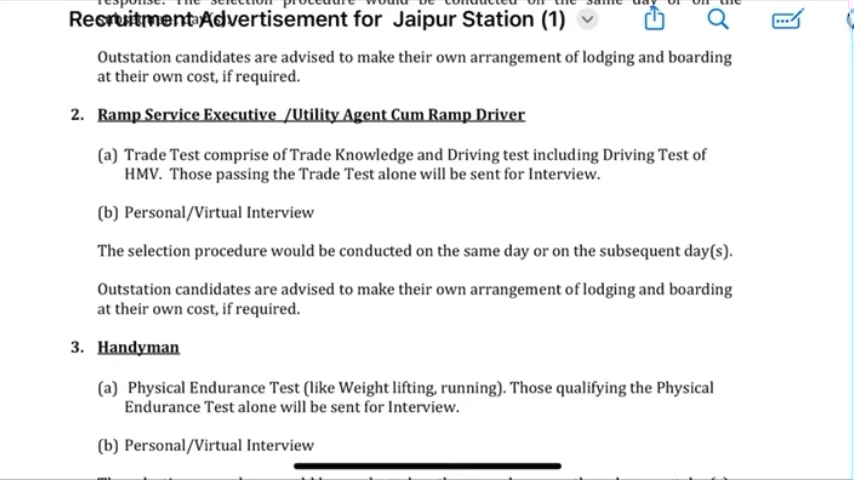 Recruitment Advertisement for Jaipur Station (1)
Outstation candidates are advised to make their own arrangement of lodging and boarding
at their own cost, if required.
2. Ramp Service Executive /Utility Agent Cum Ramp Driver
(a) Trade Test comprise of Trade Knowledge and Driving test including Driving Test of
HMV. Those passing the Trade Test alone will be sent for Interview.
(b) Personal/Virtual Interview
The selection procedure would be conducted on the same day or on the subsequent day(s).
Outstation candidates are advised to make their own arrangement of lodging and boarding
at their own cost, if required.
3. Handyman
(a) Physical Endurance Test (like Weight lifting, running). Those qualifying the Physical
Endurance Test alone will be sent for Interview.
(b) Personal/Virtual Interview